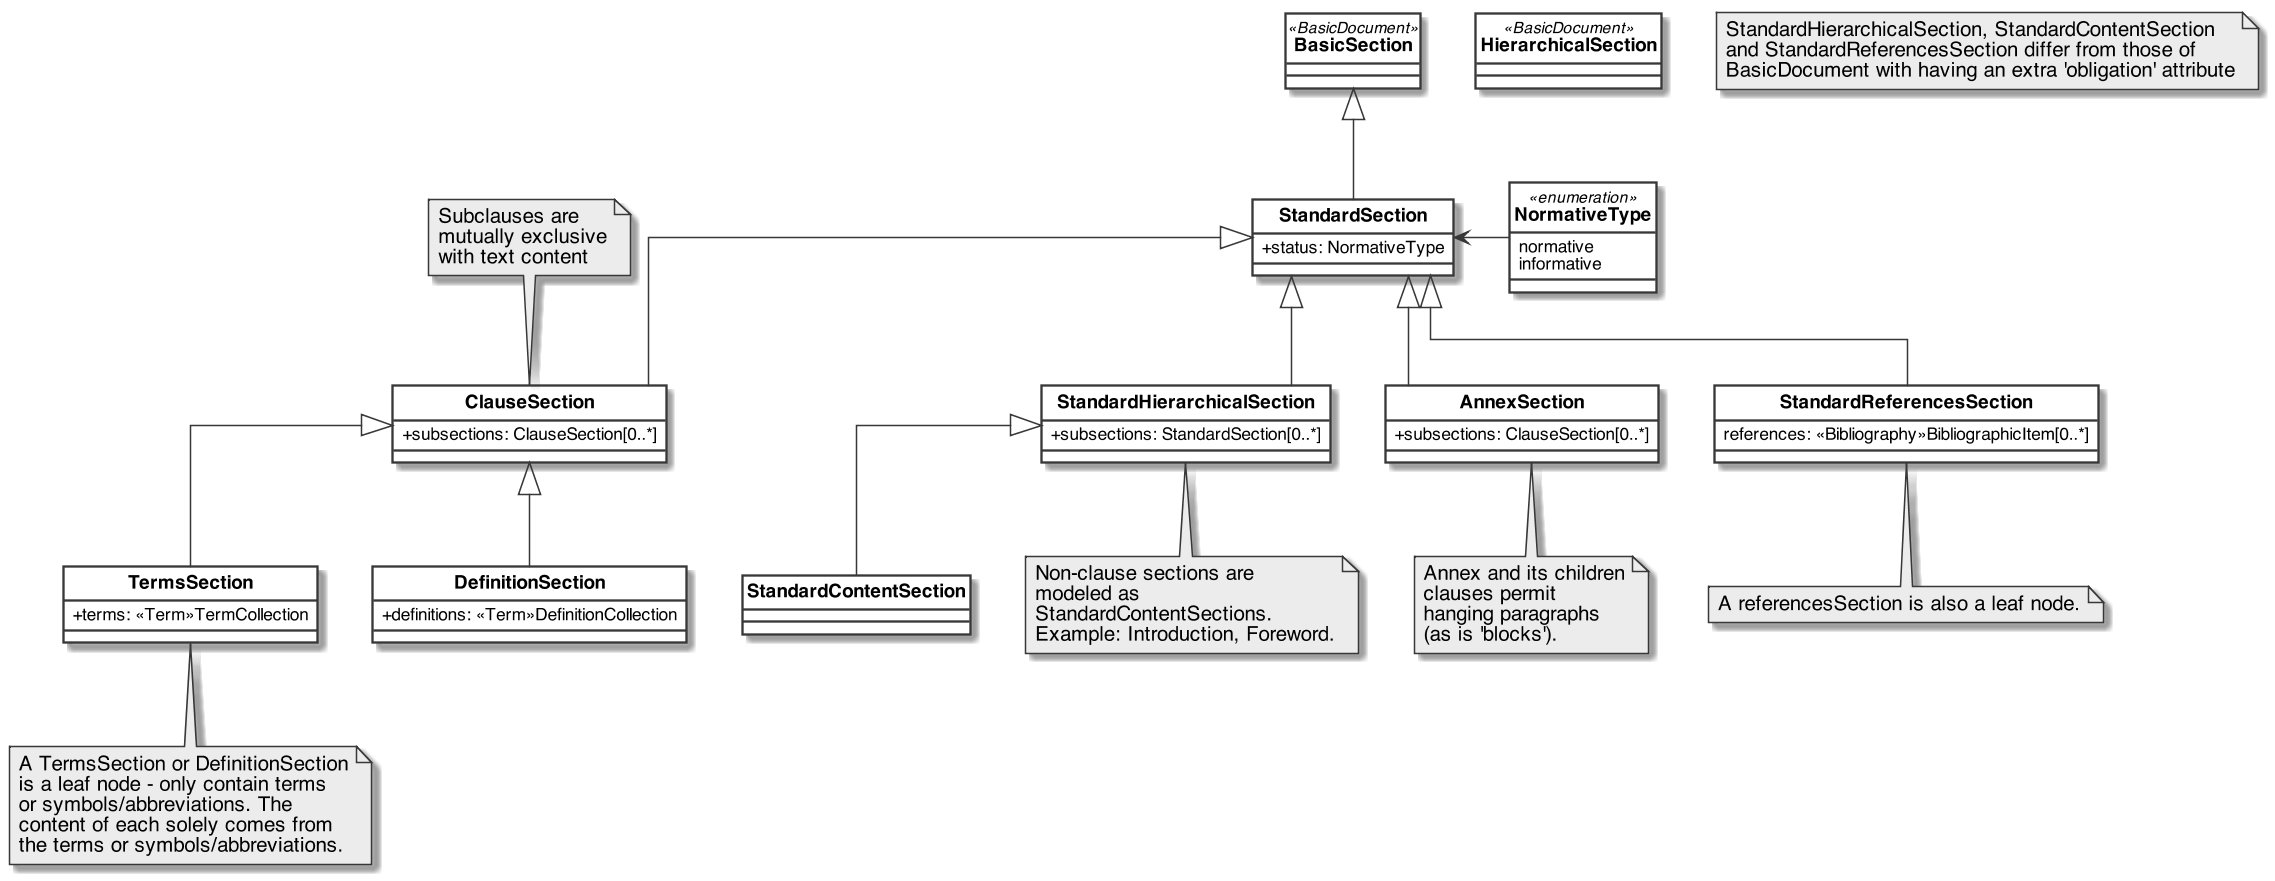 «BasicDocument»
BasicSection
«BasicDocument»
HierarchicalSection
StandardHierarchicalSection, StandardContentSection
and StandardReferencesSection differ from those of
BasicDocument with having an extra 'obligation' attribute
Subclauses are
mutually exclusive
with text content
StandardSection
+status: NormativeType
«enumeration»
NormativeType
normative
informative
ClauseSection
+subsections: ClauseSection[0..*]
StandardHierarchicalSection
+subsections: StandardSection[0..*]
AnnexSection
+subsections: ClauseSection[0..*]
StandardReferencesSection
references: «Bibliography»BibliographicItem[0..*]
TermsSection
+terms: «Term»TermCollection
DefinitionSection
+definitions: «Term»DefinitionCollection
StandardContentSection
Non-clause sections are
modeled as
StandardContentSections.
Example: Introduction, Foreword.
Annex and its children
clauses permit
hanging paragraphs
(as is 'blocks').
A referencesSection is also a leaf node.
A TermsSection or DefinitionSection
is a leaf node - only contain terms
or symbols/abbreviations. The
content of each solely comes from
the terms or symbols/abbreviations.